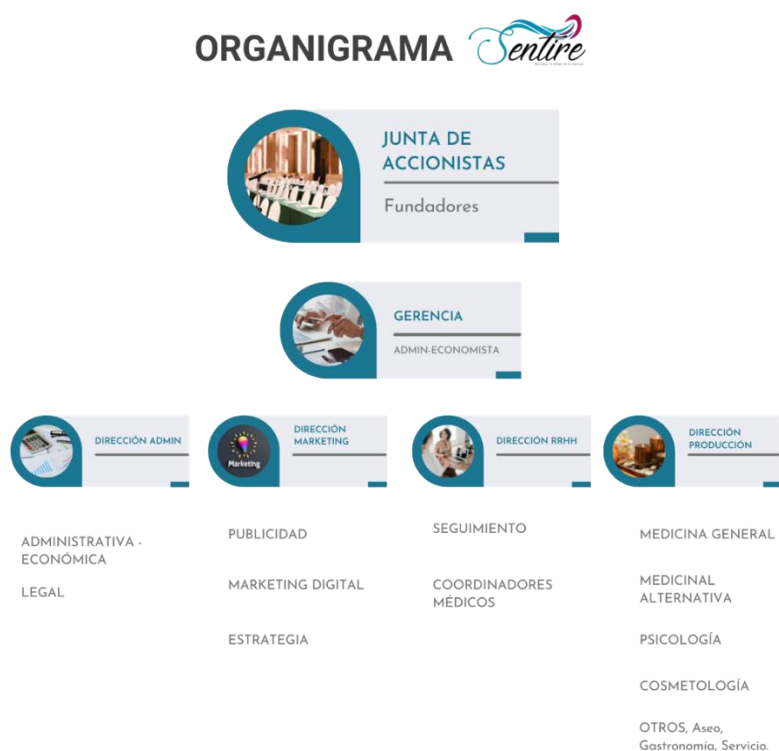 ORGANIGRAMA Sentire
JUNTA DE
ACCIONISTAS
Fundadores
GERENCIA
ADMIN-ECONOMISTA
DIRECCIÓN ADMIN
ADMINISTRATIVA -
ECONÓMICA
LEGAL
DIRECCIÓN
MARKETING
Marketing
PUBLICIDAD
MARKETING DIGITAL
ESTRATEGIA
DIRECCIÓN RRHH
SEGUIMIENTO
COORDINADORES
MÉDICOS
DIRECCIÓN
PRODUCCIÓN
MEDICINA GENERAL
MEDICINAL
ALTERNATIVA
PSICOLOGÍA
COSMETOLOGÍA
OTROS, Aseo,
Gastronomía, Servicio.